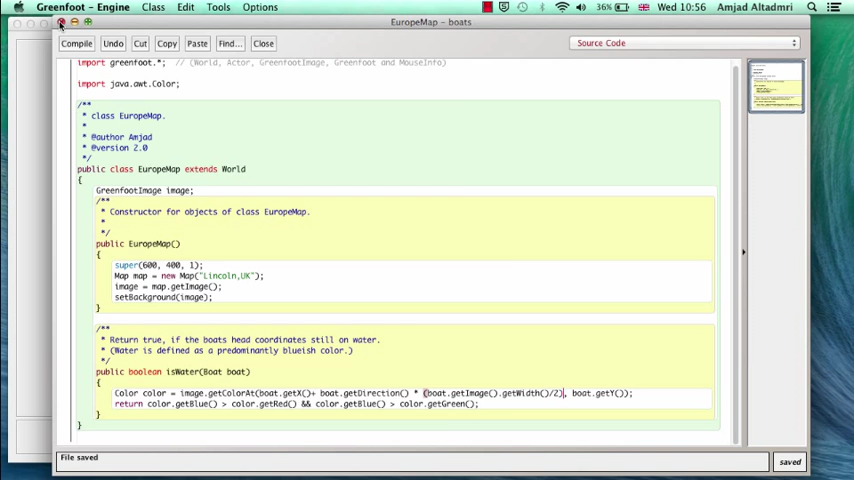 Greenfoot - Engine Class Edit Tools Options 36% Wed 10:56 Amjad Altadmri
EuropeMap - boats
Compile Undo Cut Copy Paste Find... Close Source Code
import greenfoot.*; // (World, Actor, GreenfootImage, Greenfoot and MouseInfo)
import java.awt.Color;
/**
* class EuropeMap.
*
* @author Amjad
* @version 2.0
*/
public class EuropeMap extends World
{
GreenfootImage image;
/**
* Constructor for objects of class EuropeMap.
*
*/
public EuropeMap()
{
super(600, 400, 1);
Map map = new Map("Lincoln,UK");
image = map.getImage();
setBackground(image);
}
/**
* Return true, if the boats head coordinates still on water.
* (Water is defined as a predominantly blueish color.)
*/
public boolean isWater(Boat boat)
{
Color color = image.getColorAt(boat.getX()+ boat.getDirection() * (boat.getImage().getWidth()/2), boat.getY());
return color.getBlue() > color.getRed() && color.getBlue() > color.getGreen();
}
}
File saved
saved